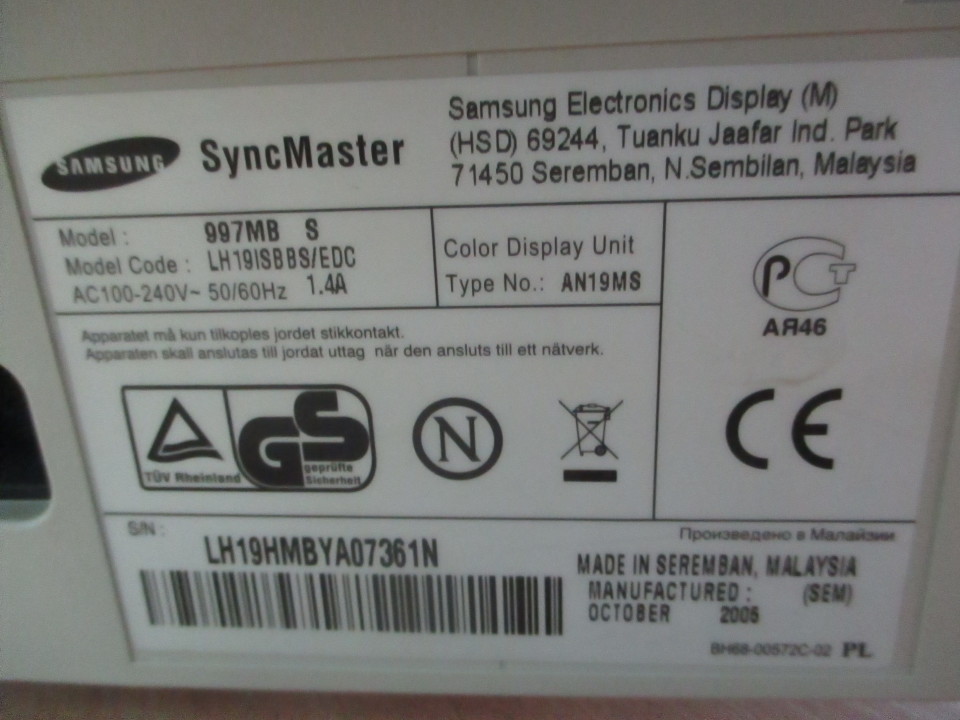 SAMSUNG SyncMaster
Samsung Electronics Display (M)
(HSD) 69244, Tuanku Jaafar Ind. Park
71450 Seremban, N.Sembilan, Malaysia
Model : 997MB S
Model Code : LH19ISBBS/EDC
AC100-240V~ 50/60Hz 1.4A
Color Display Unit
Type No.: AN19MS
PCT
АЯ46
Apparatet må kun tilkoples jordet stikkontakt.
Apparaten skall anslutas till jordat uttag när den ansluts till ett nätverk.
TÜV Rheinland
GS
geprüfte
Sicherheit
N
CE
S/N :
LH19HMBYA07361N
Произведено в Малайзии
MADE IN SEREMBAN, MALAYSIA
MANUFACTURED : (SEM)
OCTOBER 2005
BH68-00572C-02 PL